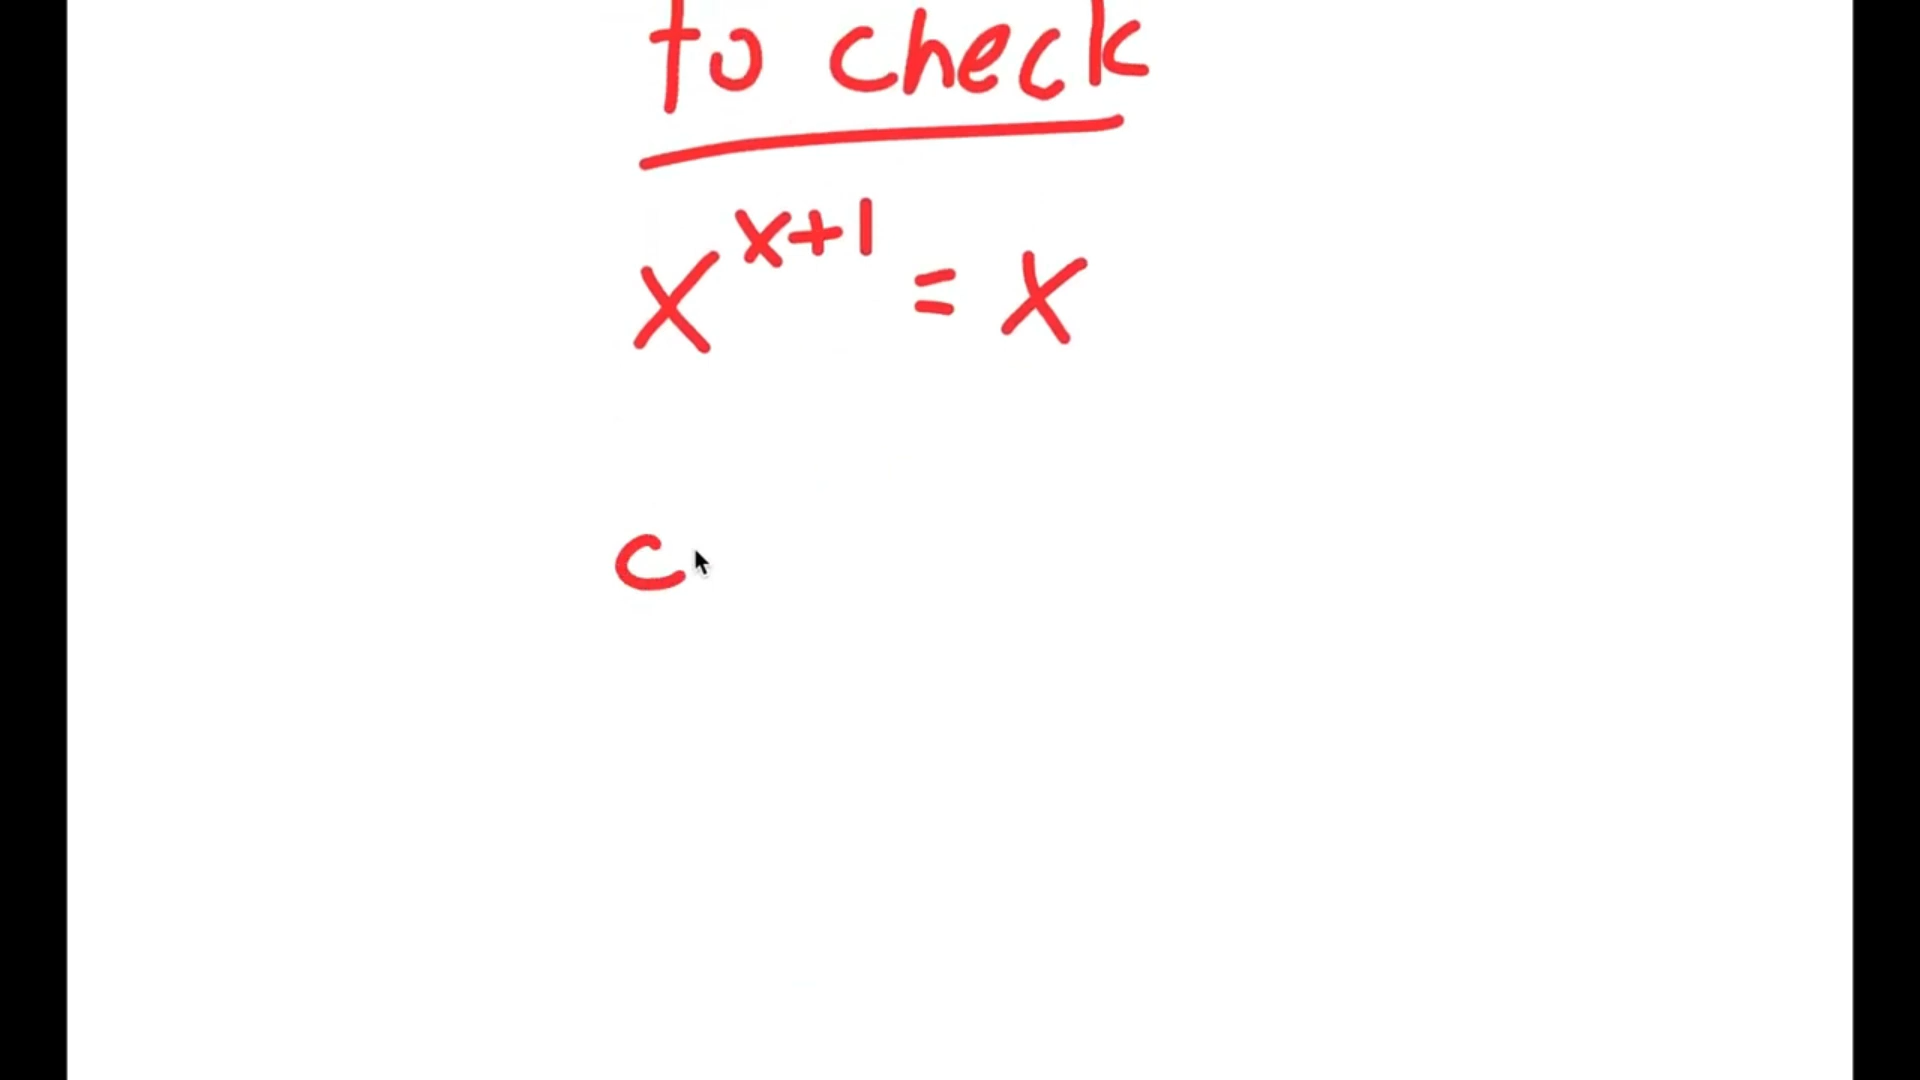 to check
x^{x+1} = x
c